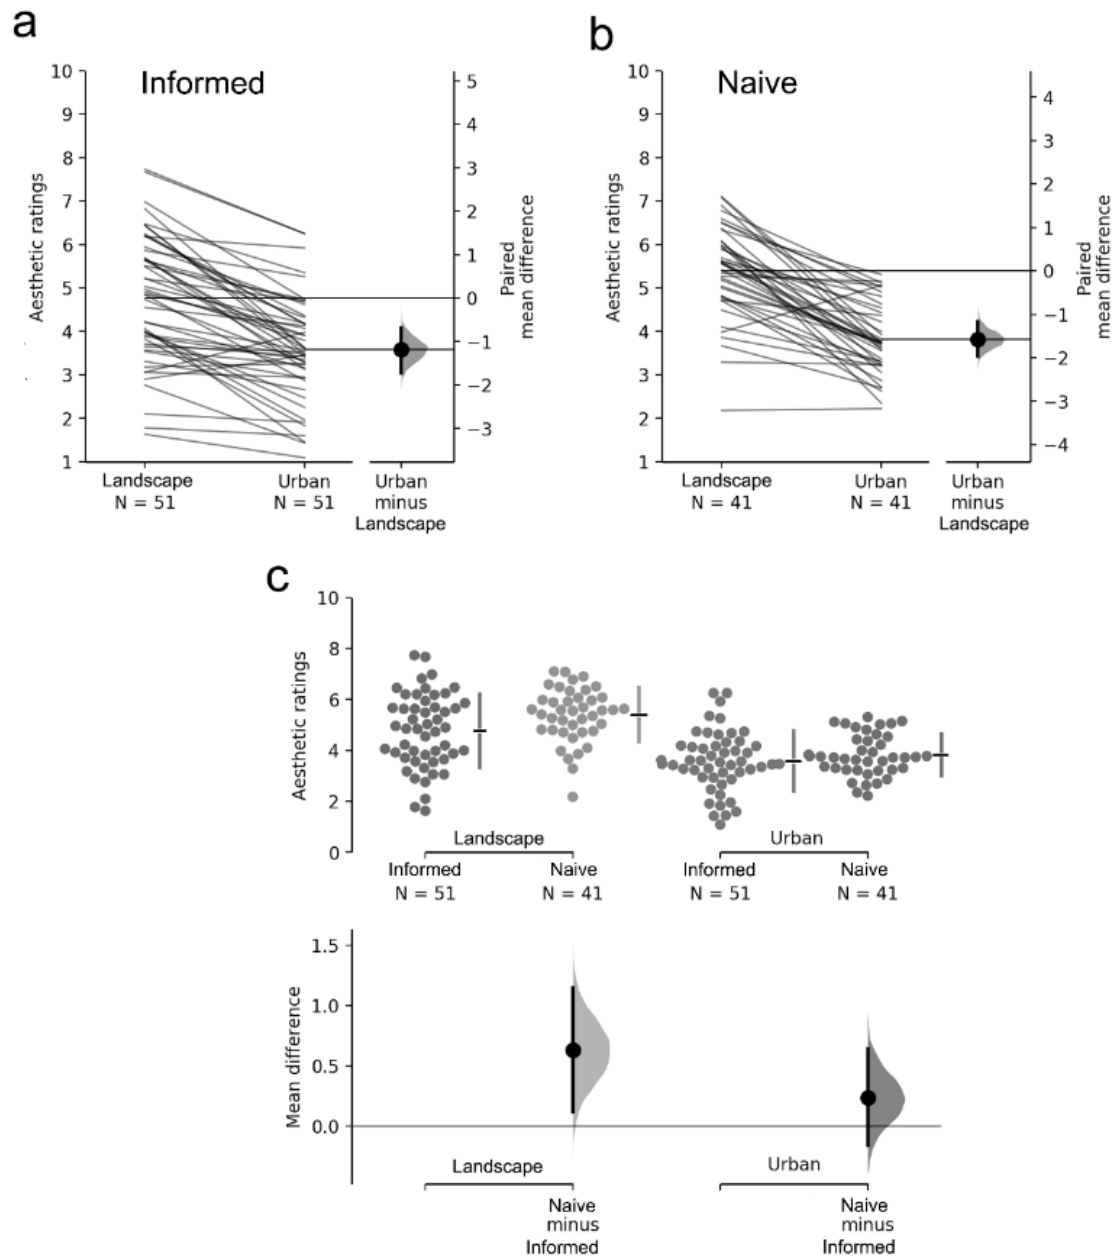 a
Informed
10
9
8
7
6
5
4
3
2
1
Aesthetic ratings
5
4
3
2
1
0
−1
−2
−3
Paired
mean difference
Landscape
N = 51
Urban
N = 51
Urban
minus
Landscape
b
Naive
10
9
8
7
6
5
4
3
2
1
Aesthetic ratings
4
3
2
1
0
−1
−2
−3
−4
Paired
mean difference
Landscape
N = 41
Urban
N = 41
Urban
minus
Landscape
c
10
8
6
4
2
0
Aesthetic ratings
Landscape
Urban
Informed
N = 51
Naive
N = 41
Informed
N = 51
Naive
N = 41
1.5
1.0
0.5
0.0
Mean difference
Landscape
Urban
Naive
minus
Informed
Naive
minus
Informed